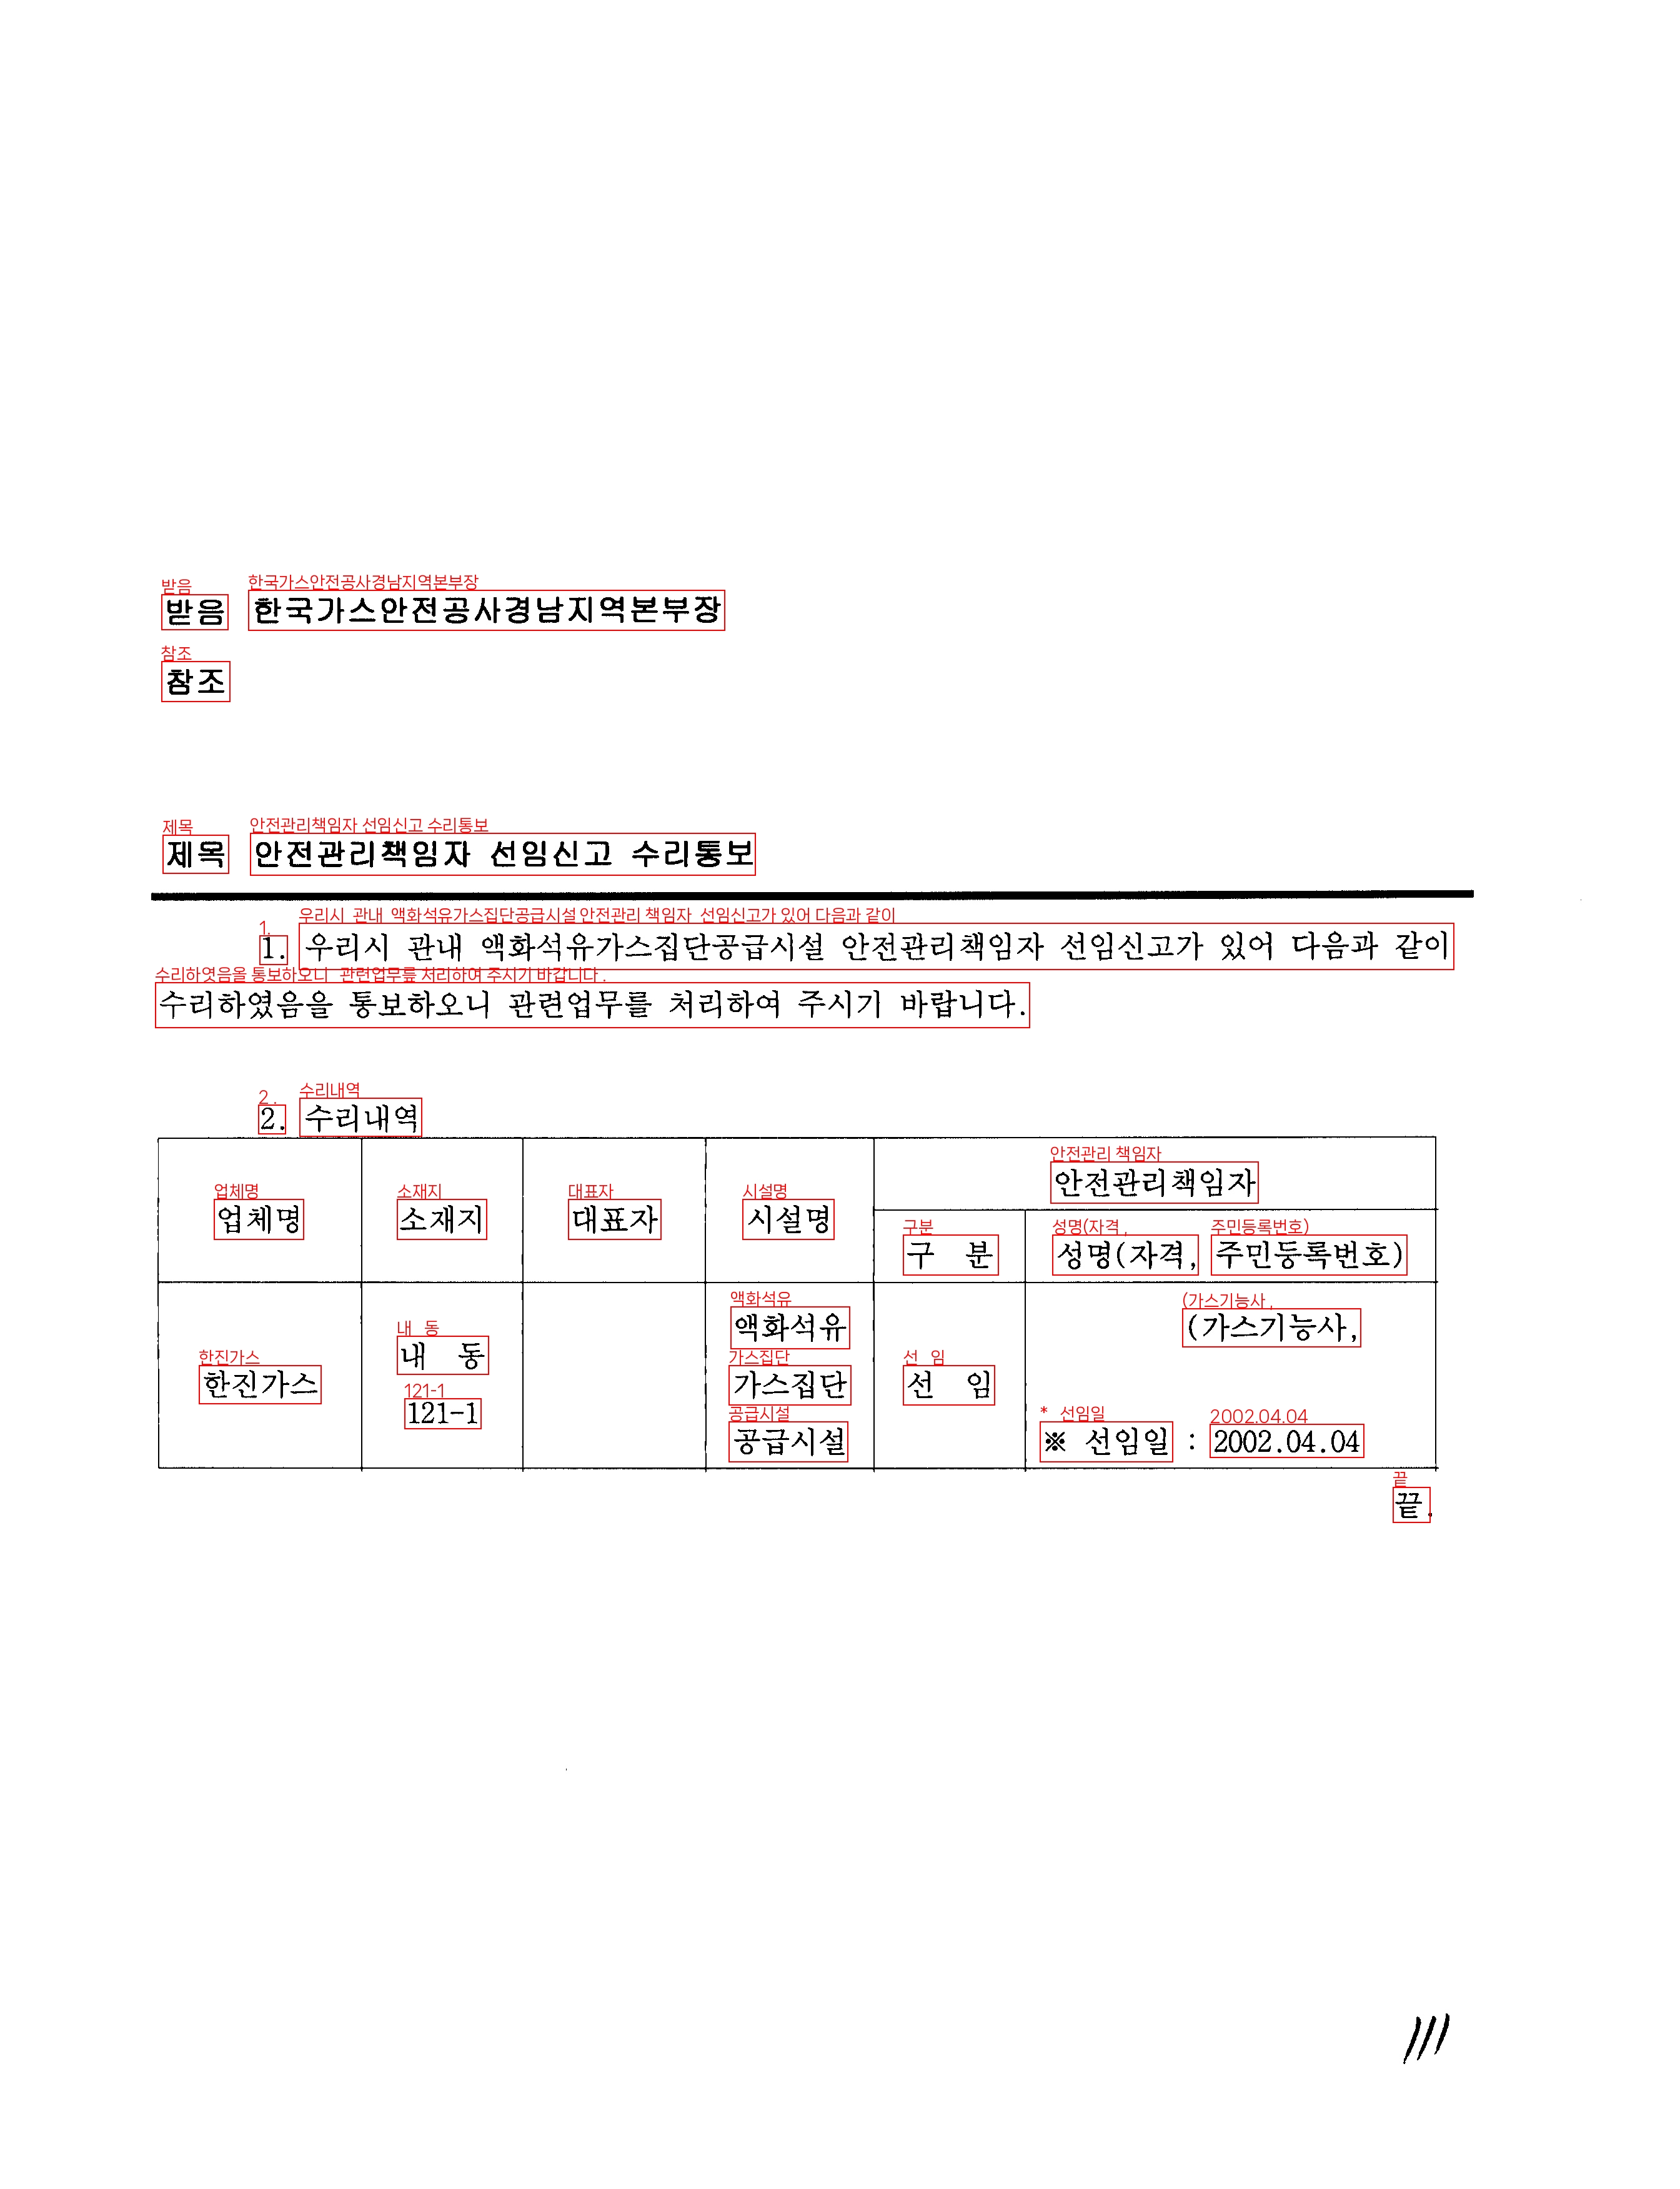 받음 한국가스안전공사경남지역본부장
참조
제목 안전관리책임자 선임신고 수리통보
1. 우리시 관내 액화석유가스집단공급시설 안전관리책임자 선임신고가 있어 다음과 같이
수리하였음을 통보하오니 관련업무를 처리하여 주시기 바랍니다.
2. 수리내역
업체명 소재지 대표자 시설명 안전관리책임자
구 분 성명(자격, 주민등록번호)
한진가스
내 동
121-1
액화석유
가스집단
공급시설
선 임
(가스기능사,
※ 선임일 : 2002.04.04
끝.
111